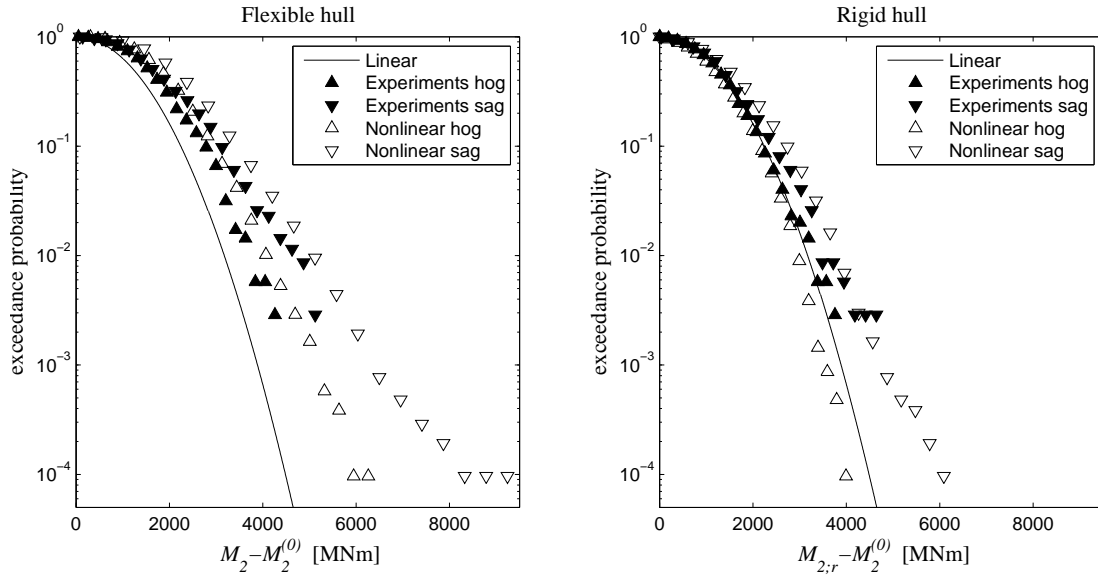 Flexible hull
10^0
10^{-1}
10^{-2}
10^{-3}
10^{-4}
exceedance probability
Linear
Experiments hog
Experiments sag
Nonlinear hog
Nonlinear sag
0 2000 4000 6000 8000
M_2−M_2^{(0)} [MNm]
Rigid hull
10^0
10^{-1}
10^{-2}
10^{-3}
10^{-4}
exceedance probability
Linear
Experiments hog
Experiments sag
Nonlinear hog
Nonlinear sag
0 2000 4000 6000 8000
M_{2;r}−M_2^{(0)} [MNm]